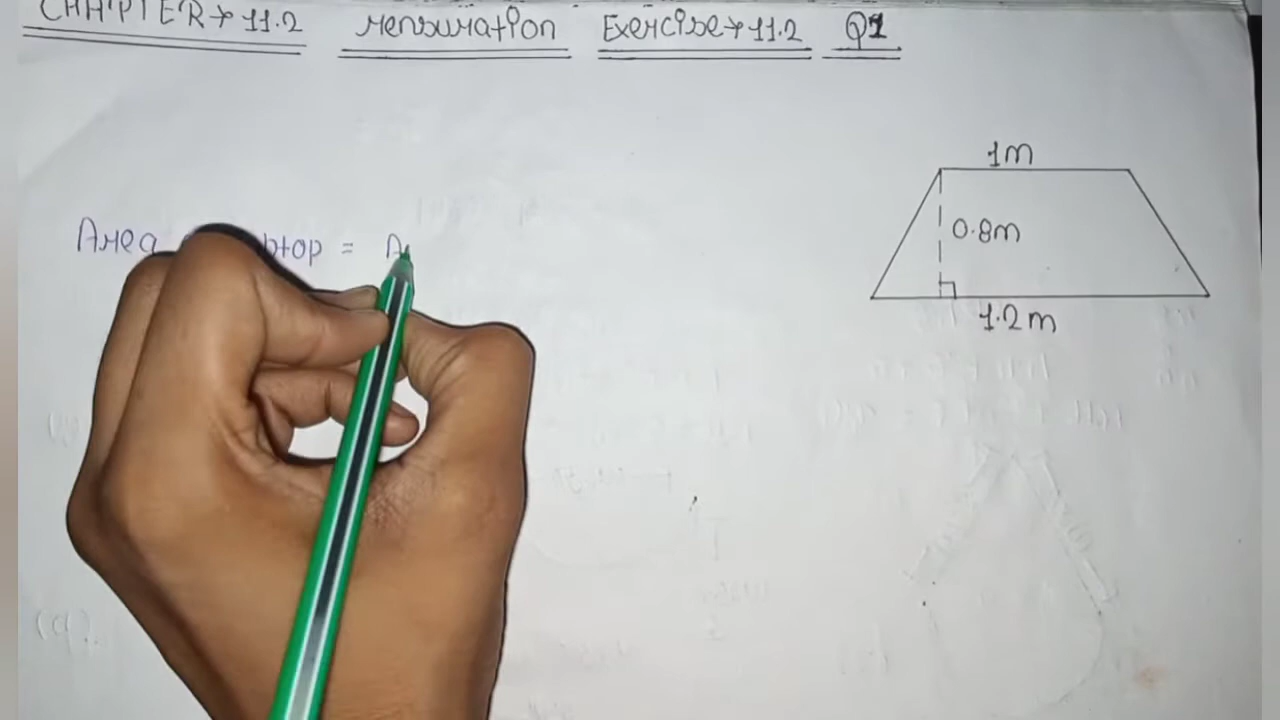 CHAPTER→11.2 Mensuration Exercise→11.2 Q1
1m
Area = A
0.8m
1.2m